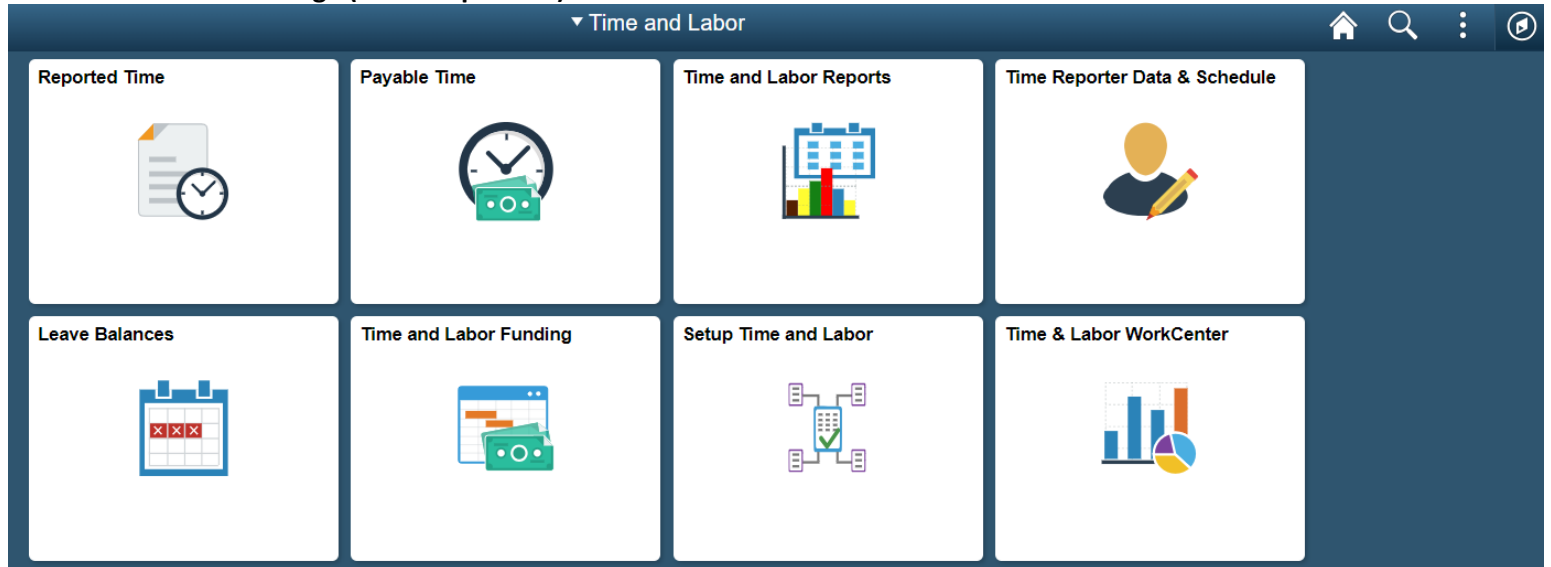 ▼ Time and Labor
Reported Time
Payable Time
Time and Labor Reports
Time Reporter Data & Schedule
Leave Balances
Time and Labor Funding
Setup Time and Labor
Time & Labor WorkCenter